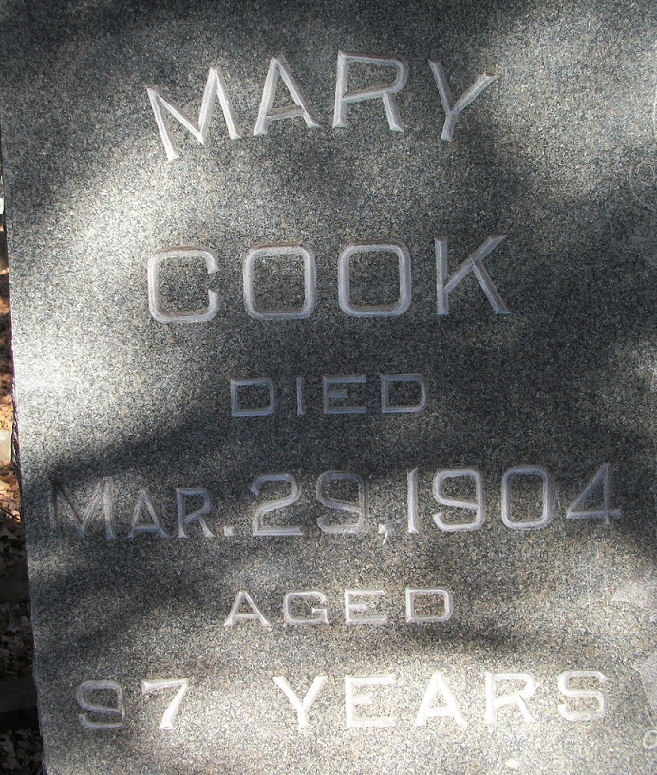 MARY
COOK
DIED
MAR. 29, 1904
AGED
97 YEARS